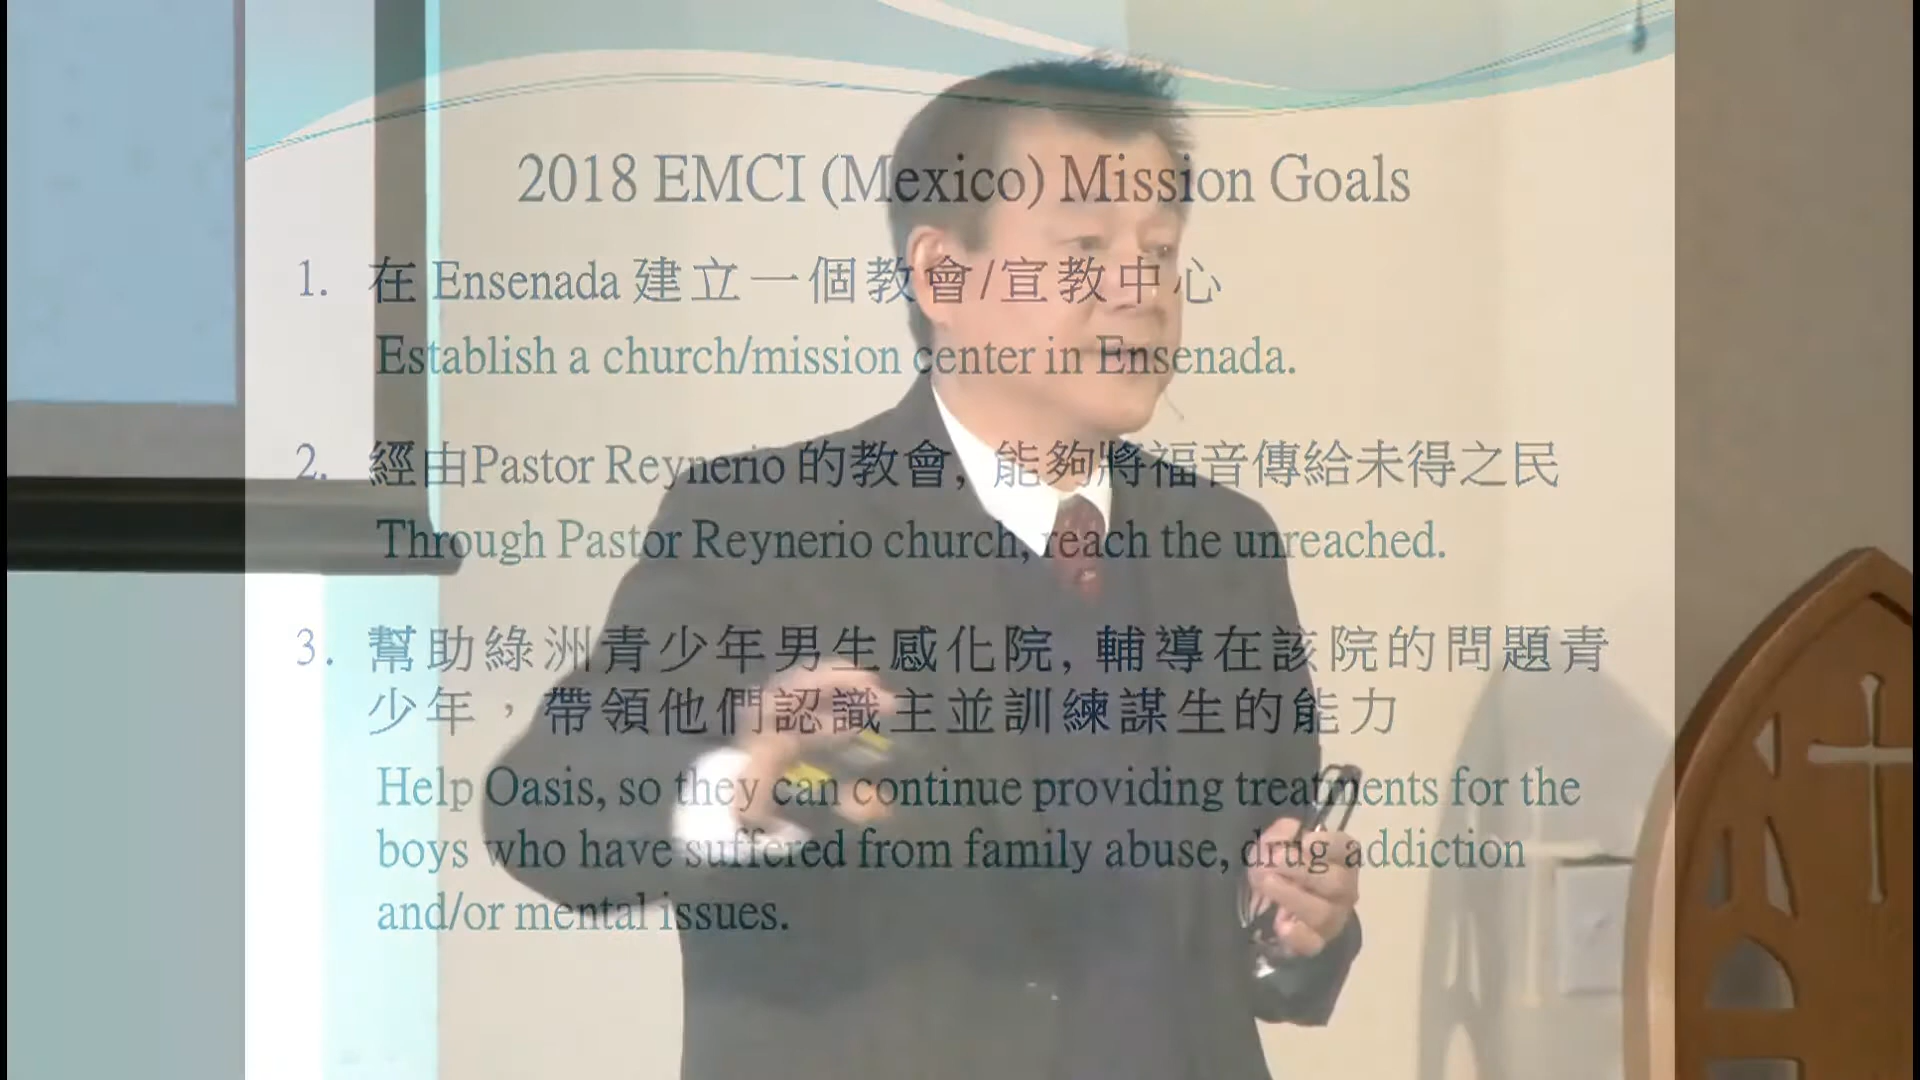 2018 EMCI (Mexico) Mission Goals
1. 在 Ensenada 建立一個教會/宣教中心
Establish a church/mission center in Ensenada.
2. 經由Pastor Reynerio 的教會, 能夠將福音傳給未得之民
Through Pastor Reynerio church, reach the unreached.
3. 幫助綠洲青少年男生感化院, 輔導在該院的問題青
少年，帶領他們認識主並訓練謀生的能力
Help Oasis, so they can continue providing treatments for the
boys who have suffered from family abuse, drug addiction
and/or mental issues.